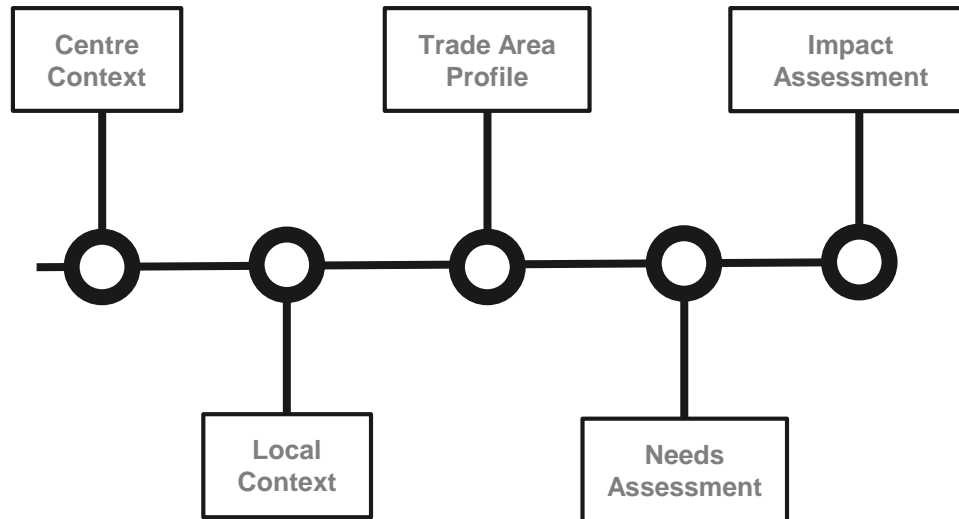 Centre
Context
Local
Context
Trade Area
Profile
Needs
Assessment
Impact
Assessment